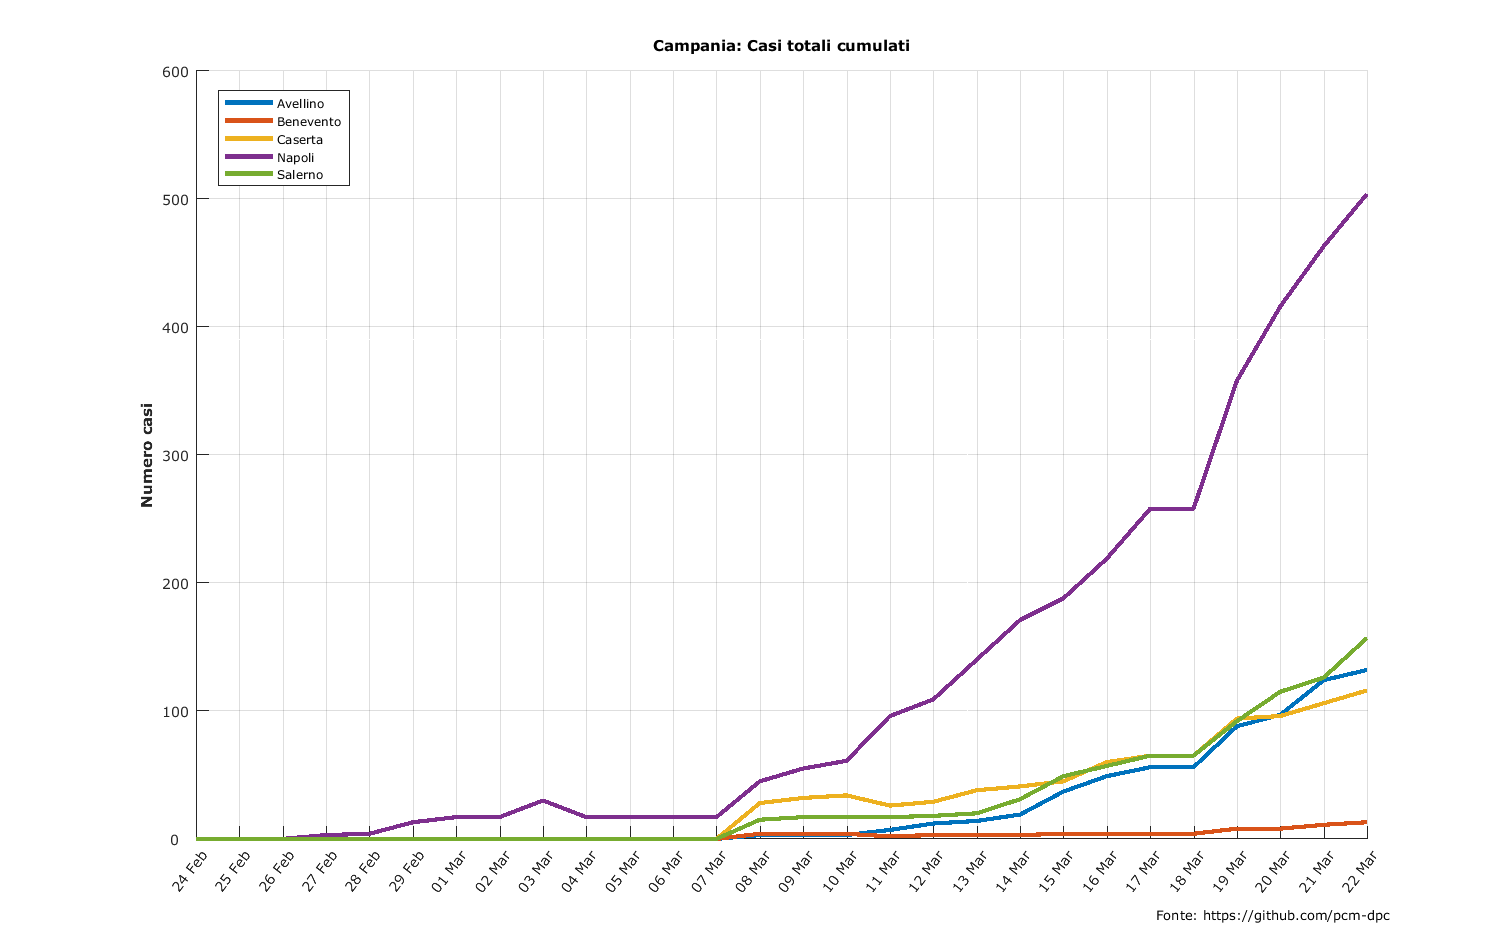 Campania: Casi totali cumulati
600
500
400
300
200
100
0
Numero casi
Avellino
Benevento
Caserta
Napoli
Salerno
24 Feb
25 Feb
26 Feb
27 Feb
28 Feb
29 Feb
01 Mar
02 Mar
03 Mar
04 Mar
05 Mar
06 Mar
07 Mar
08 Mar
09 Mar
10 Mar
11 Mar
12 Mar
13 Mar
14 Mar
15 Mar
16 Mar
17 Mar
18 Mar
19 Mar
20 Mar
21 Mar
22 Mar
Fonte: https://github.com/pcm-dpc